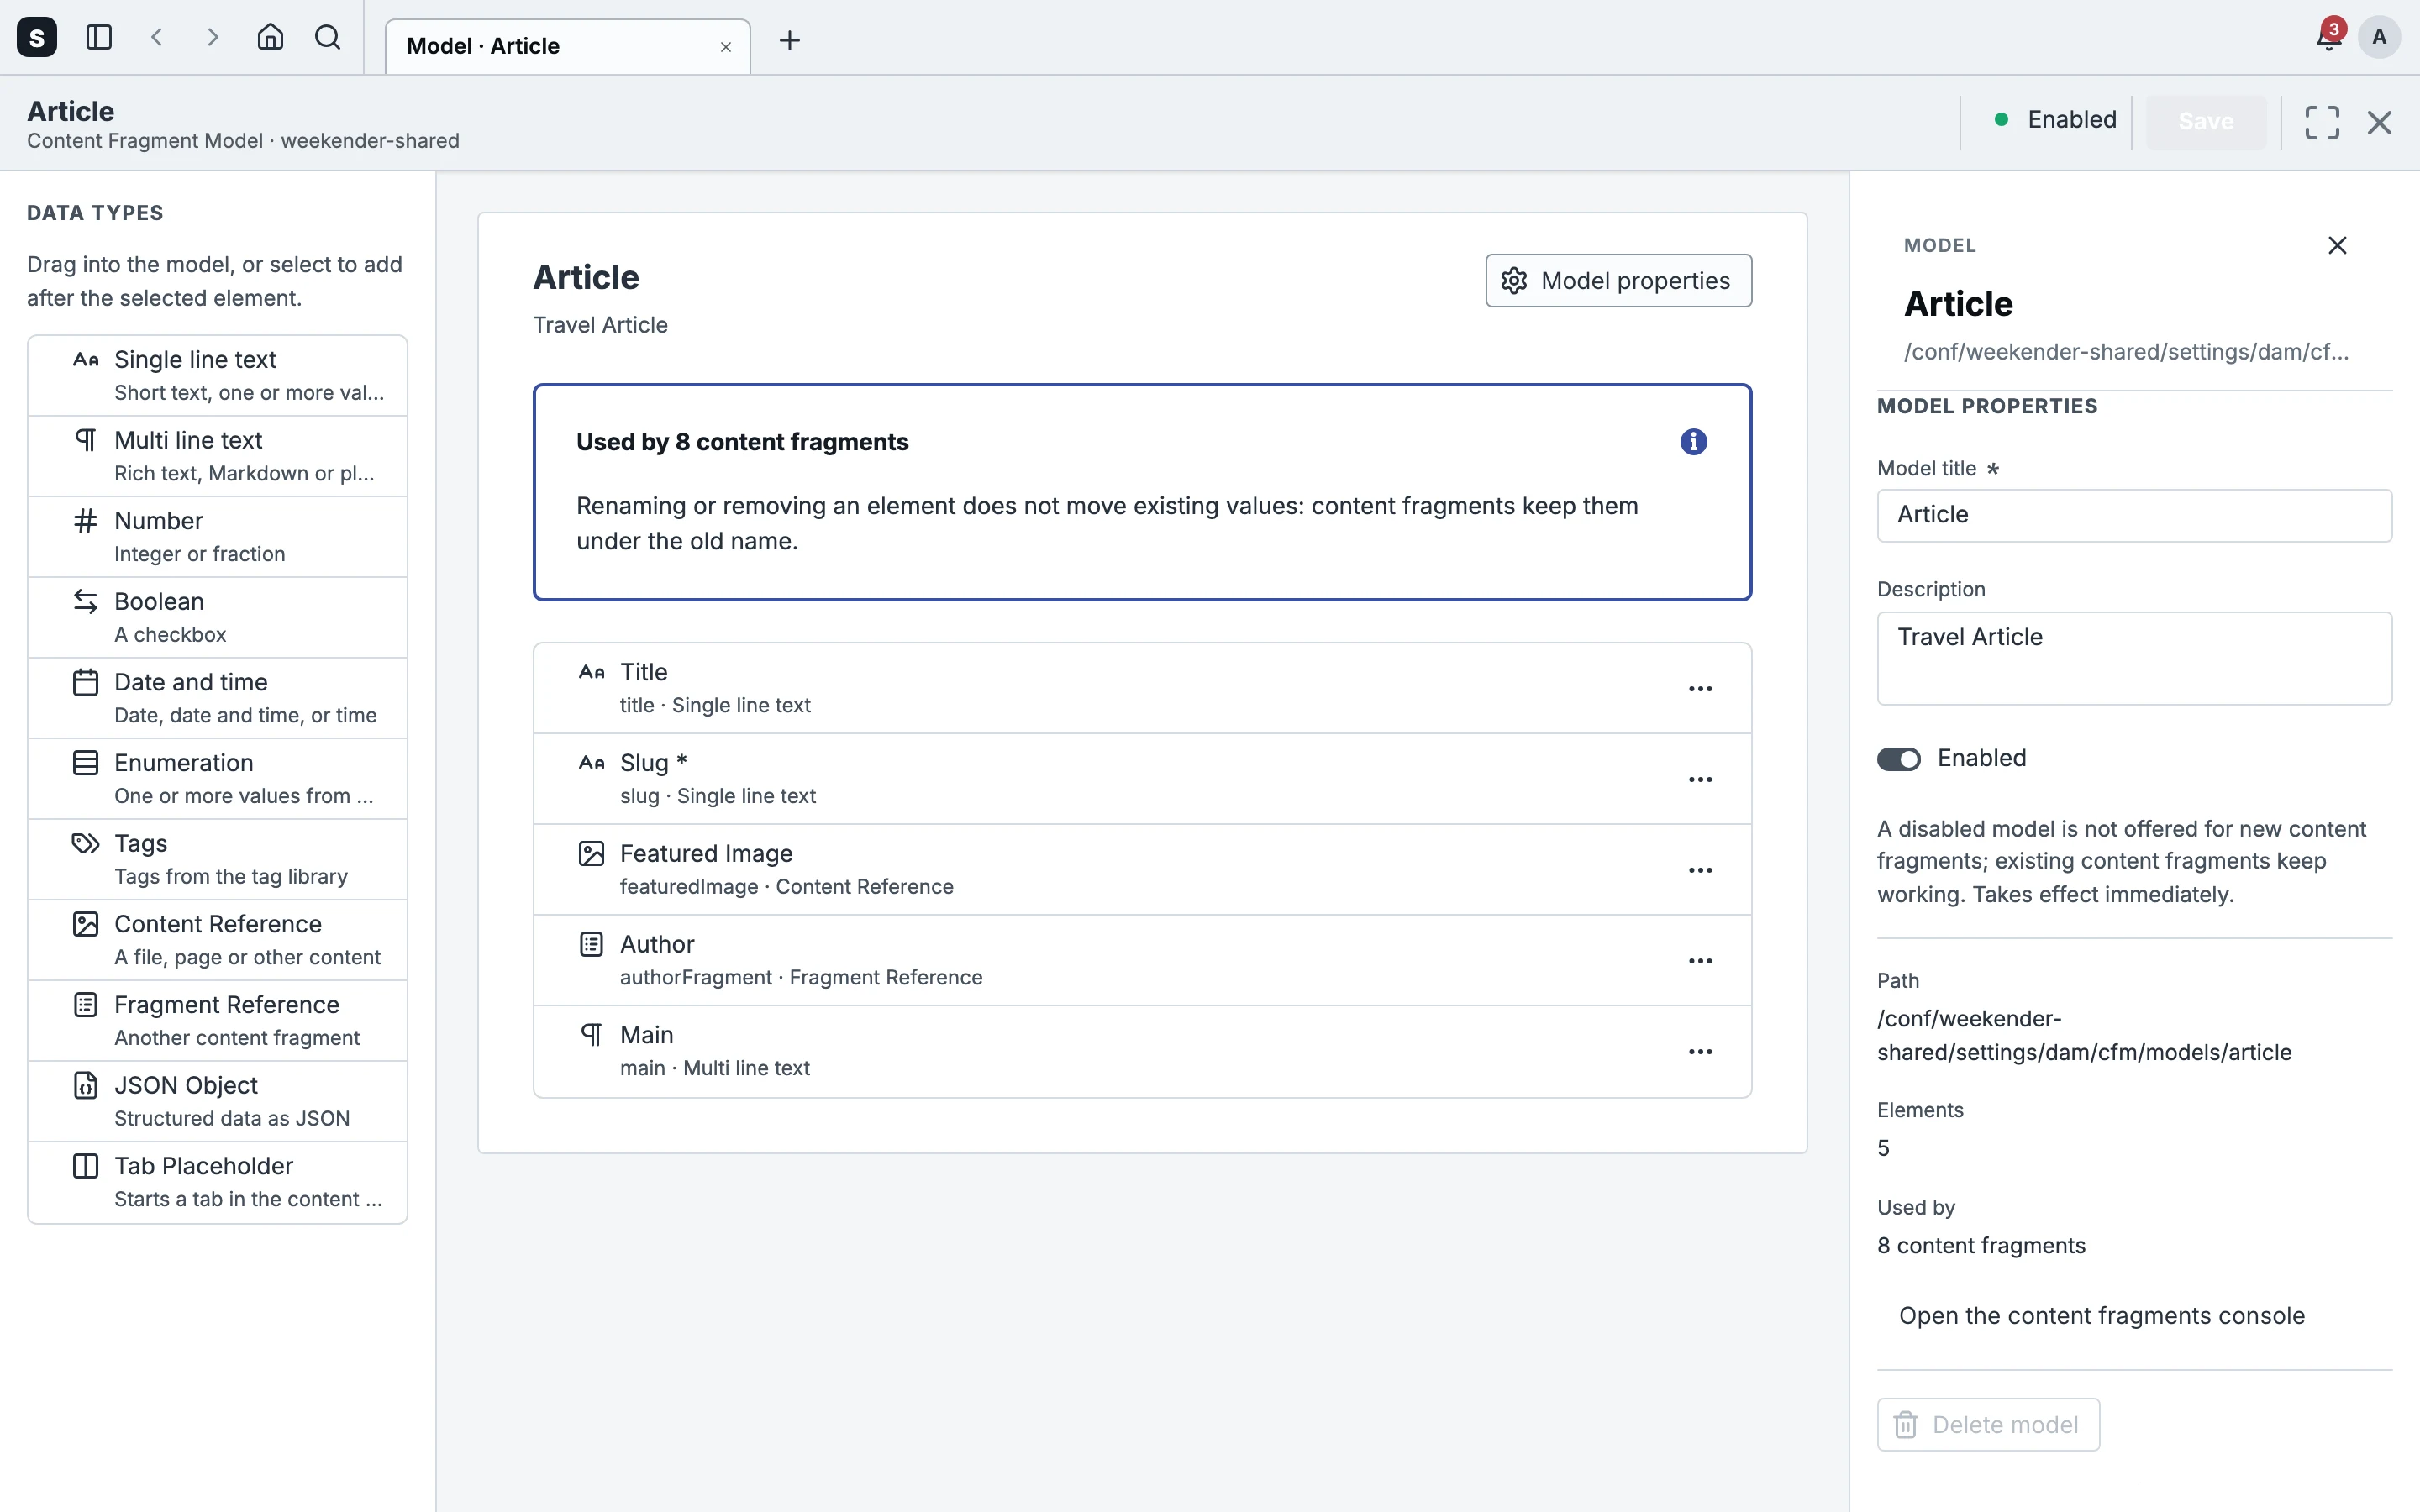 S
Model · Article
3
A
Article
Content Fragment Model · weekender-shared
Enabled
Save
DATA TYPES
Drag into the model, or select to add
after the selected element.
Single line text
Short text, one or more val...
Multi line text
Rich text, Markdown or pl...
Number
Integer or fraction
Boolean
A checkbox
Date and time
Date, date and time, or time
Enumeration
One or more values from ...
Tags
Tags from the tag library
Content Reference
A file, page or other content
Fragment Reference
Another content fragment
JSON Object
Structured data as JSON
Tab Placeholder
Starts a tab in the content ...
Article
Model properties
Travel Article
Used by 8 content fragments
Renaming or removing an element does not move existing values: content fragments keep them
under the old name.
Title
title · Single line text
Slug *
slug · Single line text
Featured Image
featuredImage · Content Reference
Author
authorFragment · Fragment Reference
Main
main · Multi line text
MODEL
Article
/conf/weekender-shared/settings/dam/cf...
MODEL PROPERTIES
Model title *
Article
Description
Travel Article
Enabled
A disabled model is not offered for new content
fragments; existing content fragments keep
working. Takes effect immediately.
Path
/conf/weekender-
shared/settings/dam/cfm/models/article
Elements
5
Used by
8 content fragments
Open the content fragments console
Delete model